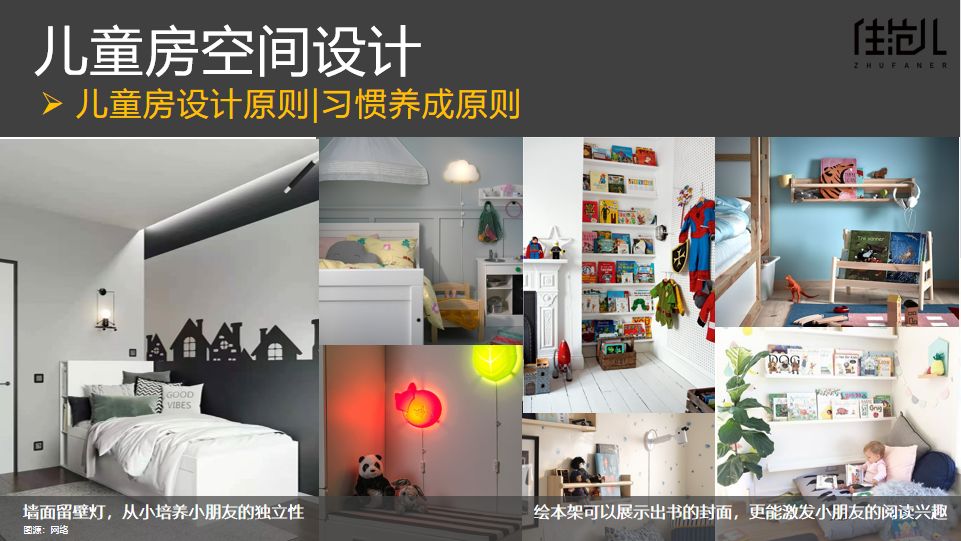 儿童房空间设计
住范儿
ZHUFANER
➢ 儿童房设计原则|习惯养成原则
GOOD
VIBES
DOG
墙面留壁灯，从小培养小朋友的独立性
图源：网络
绘本架可以展示出书的封面，更能激发小朋友的阅读兴趣